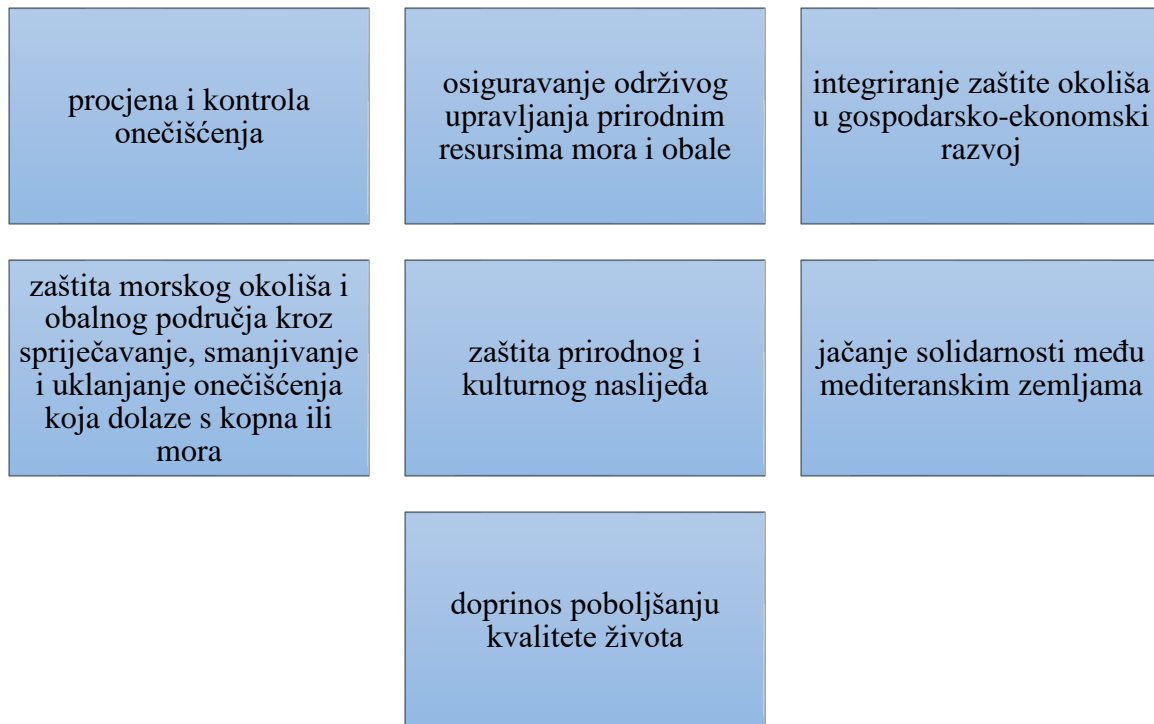 procjena i kontrola
onečišćenja
osiguravanje održivog
upravljanja prirodnim
resursima mora i obale
integriranje zaštite okoliša
u gospodarsko-ekonomski
razvoj
zaštita morskog okoliša i
obalnog područja kroz
spriječavanje, smanjivanje
i uklanjanje onečišćenja
koja dolaze s kopna ili
mora
zaštita prirodnog i
kulturnog naslijeđa
jačanje solidarnosti među
mediteranskim zemljama
doprinos poboljšanju
kvalitete života